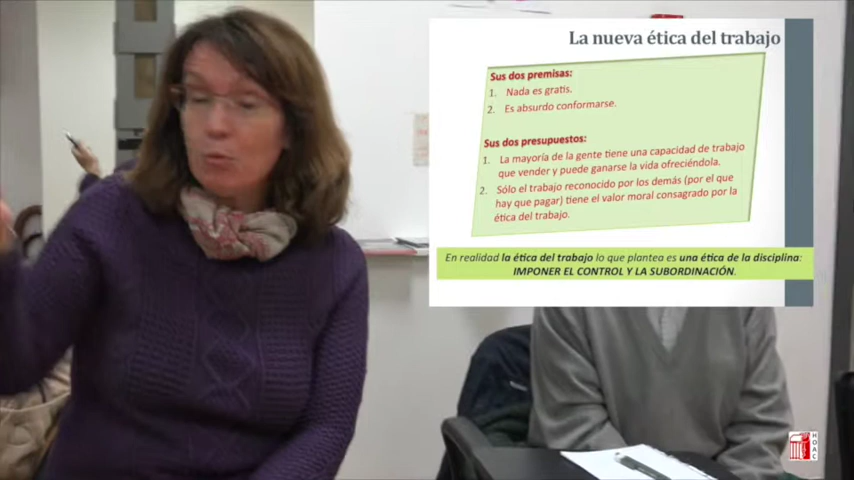 La nueva ética del trabajo
Sus dos premisas:
1. Nada es gratis.
2. Es absurdo conformarse.
Sus dos presupuestos:
1. La mayoría de la gente tiene una capacidad de trabajo
que vender y puede ganarse la vida ofreciéndola.
2. Sólo el trabajo reconocido por los demás (por el que
hay que pagar) tiene el valor moral consagrado por la
ética del trabajo.
En realidad la ética del trabajo lo que plantea es una ética de la disciplina:
IMPONER EL CONTROL Y LA SUBORDINACIÓN.
HOAC